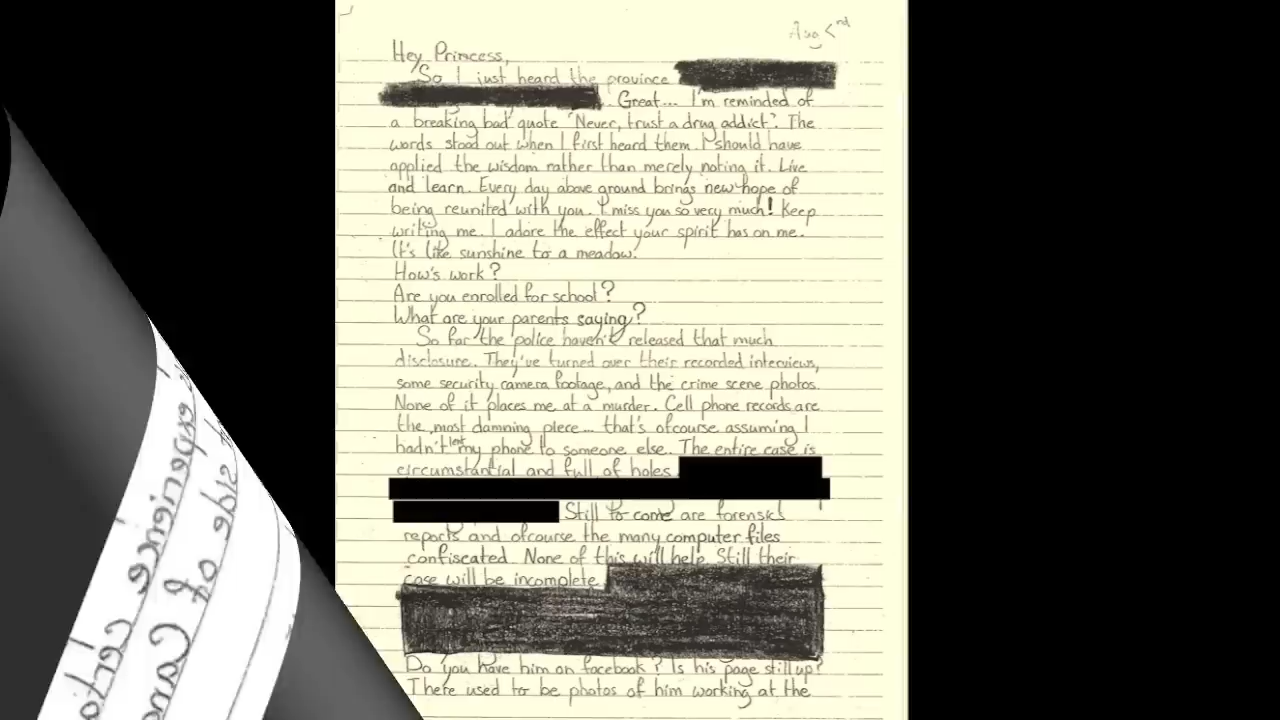 Aug 2nd
Hey Princess,
So I just heard the province
. Great... I'm reminded of
a breaking bad quote "Never, trust a drug addict". The
words stood out when I first heard them. I should have
applied the wisdom rather than merely noting it. Live
and learn. Every day above ground brings new hope of
being reunited with you. I miss you so very much! Keep
writing me. I adore the effect your spirit has on me.
It's like sunshine to a meadow.
How's work?
Are you enrolled for school?
What are your parents saying?
So far the police haven't released that much
disclosure. They've turned over their recorded interviews,
some security camera footage, and the crime scene photos.
None of it places me at a murder. Cell phone records are
the most damning piece... that's ofcourse assuming I
hadn't let my phone to someone else. The entire case is
circumstantial and full of holes
Still to come are forensic
reports and ofcourse the many computer files
confiscated. None of this will help. Still their
case will be incomplete
Do you have him on facebook? Is his page still up?
There used to be photos of him working at the
side of
experience & Cana